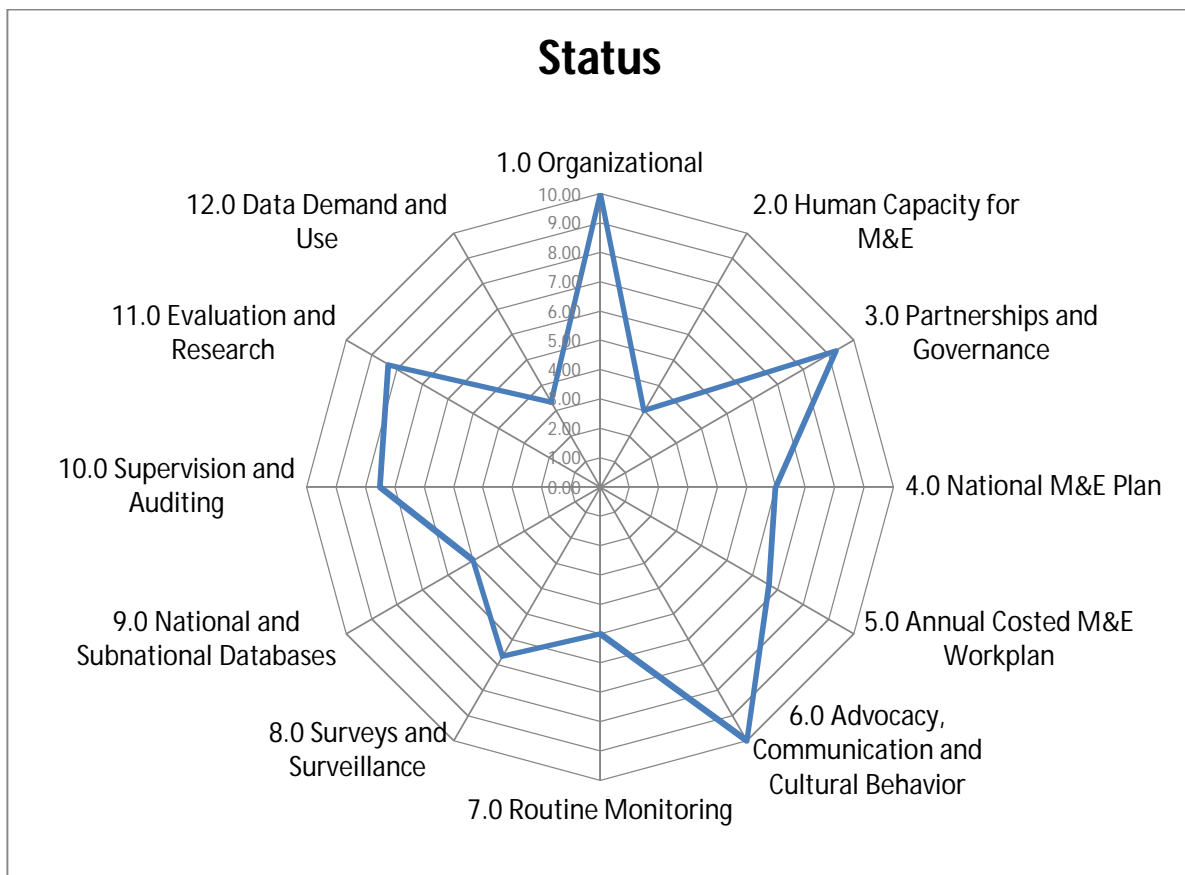 Status
1.0 Organizational
2.0 Human Capacity for
M&E
3.0 Partnerships and
Governance
4.0 National M&E Plan
5.0 Annual Costed M&E
Workplan
6.0 Advocacy,
Communication and
Cultural Behavior
7.0 Routine Monitoring
8.0 Surveys and
Surveillance
9.0 National and
Subnational Databases
10.0 Supervision and
Auditing
11.0 Evaluation and
Research
12.0 Data Demand and
Use
10.00
9.00
8.00
7.00
6.00
5.00
4.00
3.00
2.00
1.00
0.00